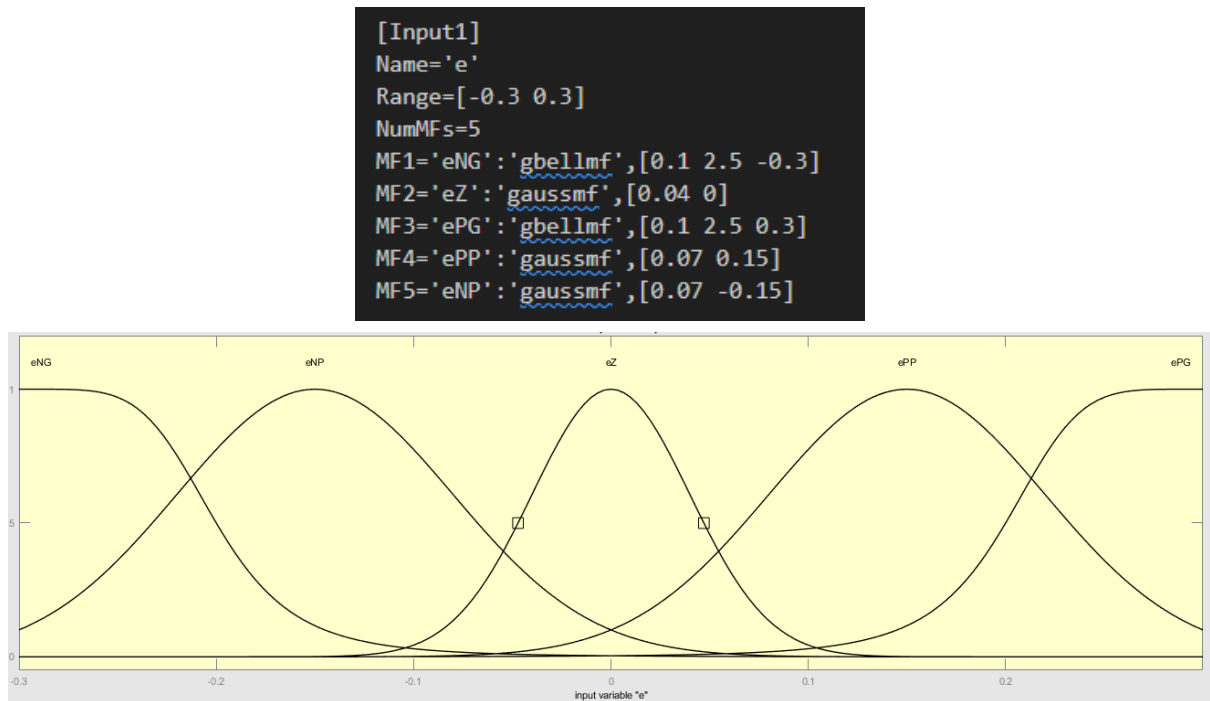 [Input1]
Name='e'
Range=[-0.3 0.3]
NumMFs=5
MF1='eNG':'gbellmf',[0.1 2.5 -0.3]
MF2='eZ':'gaussmf',[0.04 0]
MF3='ePG':'gbellmf',[0.1 2.5 0.3]
MF4='ePP':'gaussmf',[0.07 0.15]
MF5='eNP':'gaussmf',[0.07 -0.15]
eNG eNP eZ ePP ePG
1
5
0
-0.3 -0.2 -0.1 0 0.1 0.2
input variable "e"